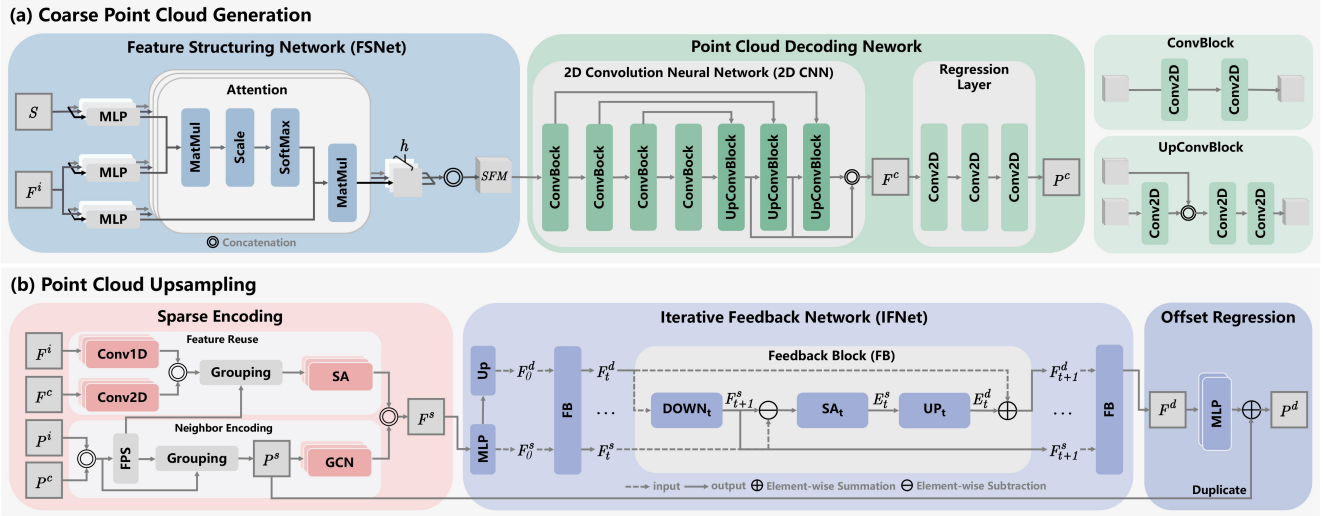 (a) Coarse Point Cloud Generation
Feature Structuring Network (FSNet)
S
F^i
MLP
MLP
MLP
Attention
MatMul
Scale
SoftMax
MatMul
h
SFM
Concatenation
Point Cloud Decoding Nework
2D Convolution Neural Network (2D CNN)
ConvBock
ConvBock
ConvBlock
ConvBlock
UpConvBlock
UpConvBlock
UpConvBlock
F^c
Regression
Layer
Conv2D
Conv2D
Conv2D
P^c
ConvBlock
Conv2D
Conv2D
UpConvBlock
Conv2D
Conv2D
Conv2D
(b) Point Cloud Upsampling
Sparse Encoding
Feature Reuse
F^i
Conv1D
F^c
Conv2D
Grouping
SA
Neighbor Encoding
P^i
P^c
FPS
Grouping
P^s
GCN
F^s
Iterative Feedback Network (IFNet)
Up
MLP
F_0^d
F_0^s
FB
F_t^d
...
F_t^s
Feedback Block (FB)
DOWN_t
F_{t+1}^s
SA_t
E_t^s
UP_t
E_t^d
F_{t+1}^d
...
F_{t+1}^s
FB
input
output
Element-wise Summation
Element-wise Subtraction
Offset Regression
F^d
MLP
P^d
Duplicate